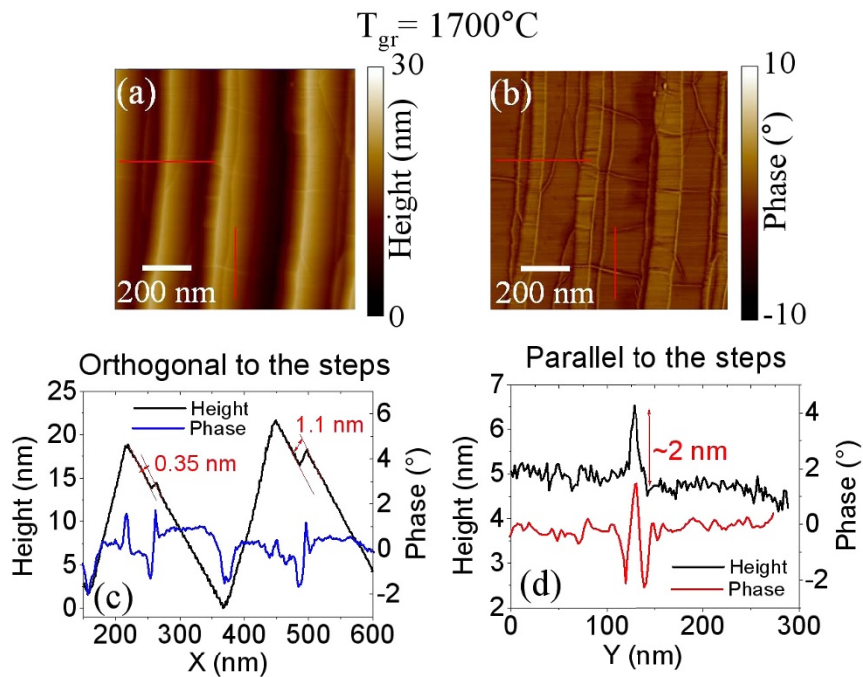 T_gr = 1700°C
(a)
200 nm
30
Height (nm)
0
(b)
200 nm
10
Phase (°)
-10
Orthogonal to the steps
25
20
15
10
5
0
Height (nm)
Height
Phase
0.35 nm
1.1 nm
6
4
2
0
-2
Phase (°)
(c)
200 300 400 500 600
X (nm)
Parallel to the steps
7
6
5
4
3
2
Height (nm)
~2 nm
Height
Phase
4
2
0
-2
Phase (°)
(d)
0 100 200 300
Y (nm)